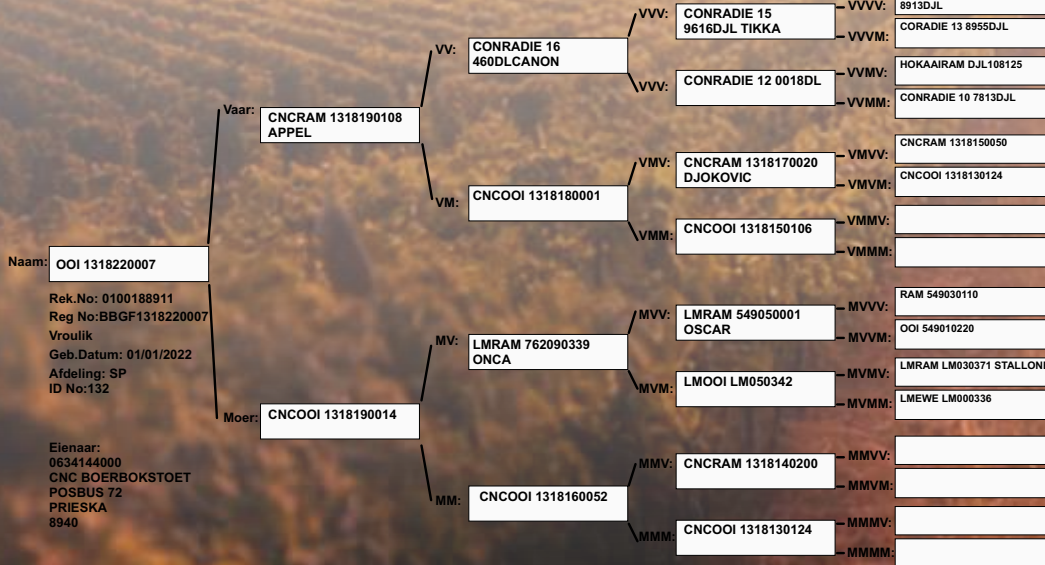 VVVV:
8913DJL
VVV:
CONRADIE 15
9616DJL TIKKA
VVVM:
CORADIE 13 8955DJL
VV:
CONRADIE 16
460DLCANON
VVMV:
HOKAAIRAM DJL108125
VVV:
CONRADIE 12 0018DL
VVMM:
CONRADIE 10 7813DJL
Vaar:
CNCRAM 1318190108
APPEL
VMVV:
CNCRAM 1318150050
VMV:
CNCRAM 1318170020
DJOKOVIC
VMVM:
CNCOOI 1318130124
VM:
CNCOOI 1318180001
VMMV:
VMM:
CNCOOI 1318150106
VMMM:
Naam:
OOI 1318220007
Rek.No: 0100188911
Reg No:BBGF1318220007
Vroulik
Geb.Datum: 01/01/2022
Afdeling: SP
ID No:132
MVVV:
RAM 549030110
MVV:
LMRAM 549050001
OSCAR
MVVM:
OOI 549010220
MV:
LMRAM 762090339
ONCA
MVMV:
LMRAM LM030371 STALLON
MVM:
LMOOI LM050342
MVMM:
LMEWE LM000336
Moer:
CNCOOI 1318190014
MMVV:
MMV:
CNCRAM 1318140200
MMVM:
MM:
CNCOOI 1318160052
MMMV:
MMM:
CNCOOI 1318130124
MMMM:
Eienaar:
0634144000
CNC BOERBOKSTOET
POSBUS 72
PRIESKA
8940